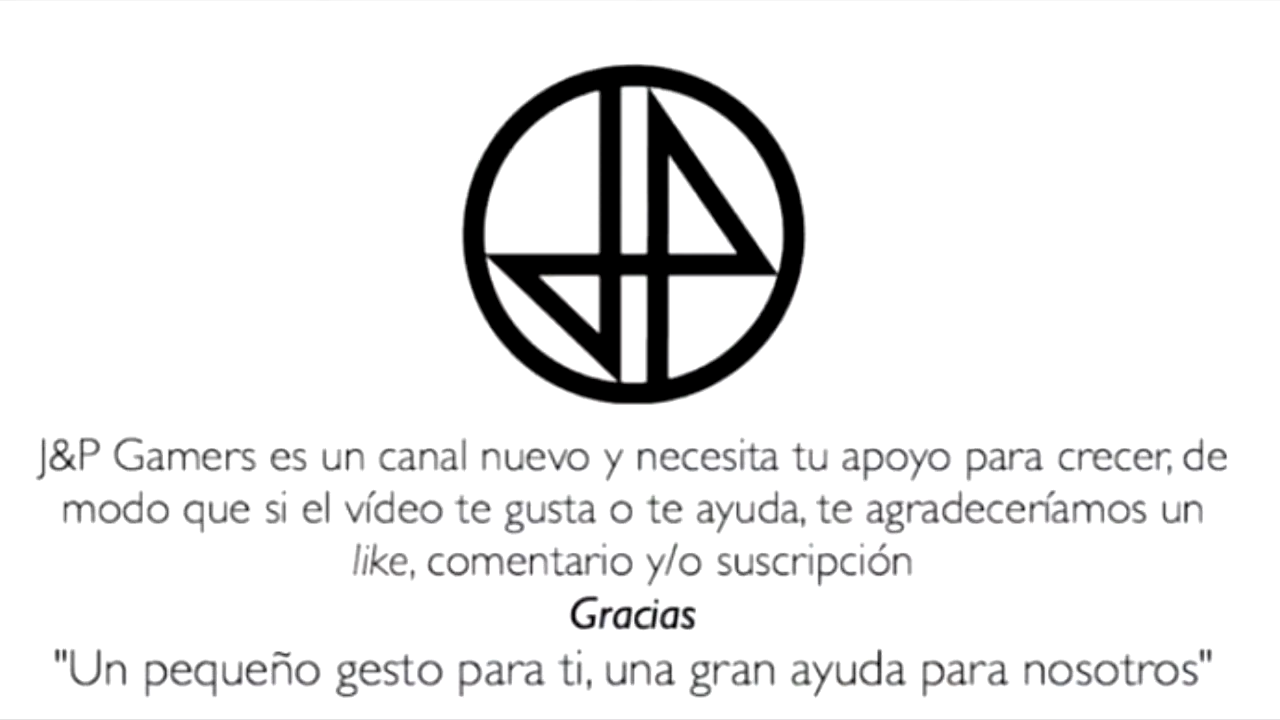 J&P Gamers es un canal nuevo y necesita tu apoyo para crecer, de
modo que si el vídeo te gusta o te ayuda, te agradeceríamos un
like, comentario y/o suscripción
Gracias
"Un pequeño gesto para ti, una gran ayuda para nosotros"